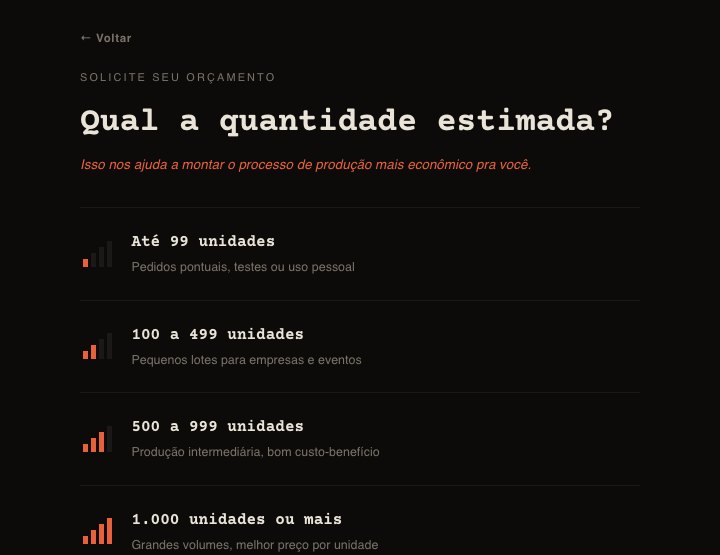 ← Voltar
SOLICITE SEU ORÇAMENTO
Qual a quantidade estimada?
Isso nos ajuda a montar o processo de produção mais econômico pra você.
Até 99 unidades
Pedidos pontuais, testes ou uso pessoal
100 a 499 unidades
Pequenos lotes para empresas e eventos
500 a 999 unidades
Produção intermediária, bom custo-benefício
1.000 unidades ou mais
Grandes volumes, melhor preço por unidade